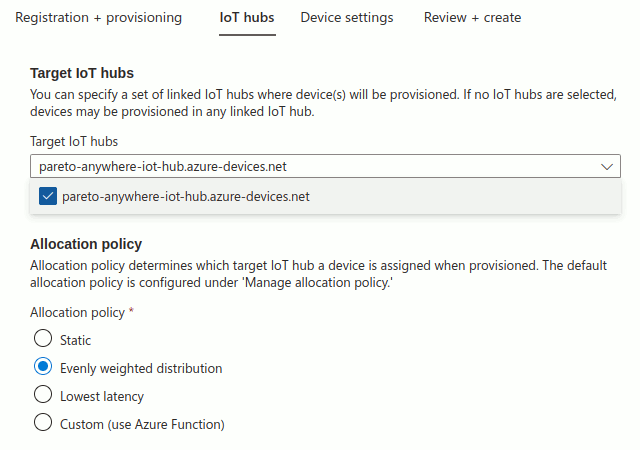 Registration + provisioning IoT hubs Device settings Review + create
Target IoT hubs
You can specify a set of linked IoT hubs where device(s) will be provisioned. If no IoT hubs are selected,
devices may be provisioned in any linked IoT hub.
Target IoT hubs
pareto-anywhere-iot-hub.azure-devices.net
pareto-anywhere-iot-hub.azure-devices.net
Allocation policy
Allocation policy determines which target IoT hub a device is assigned when provisioned. The default
allocation policy is configured under 'Manage allocation policy.'
Allocation policy *
Static
Evenly weighted distribution
Lowest latency
Custom (use Azure Function)